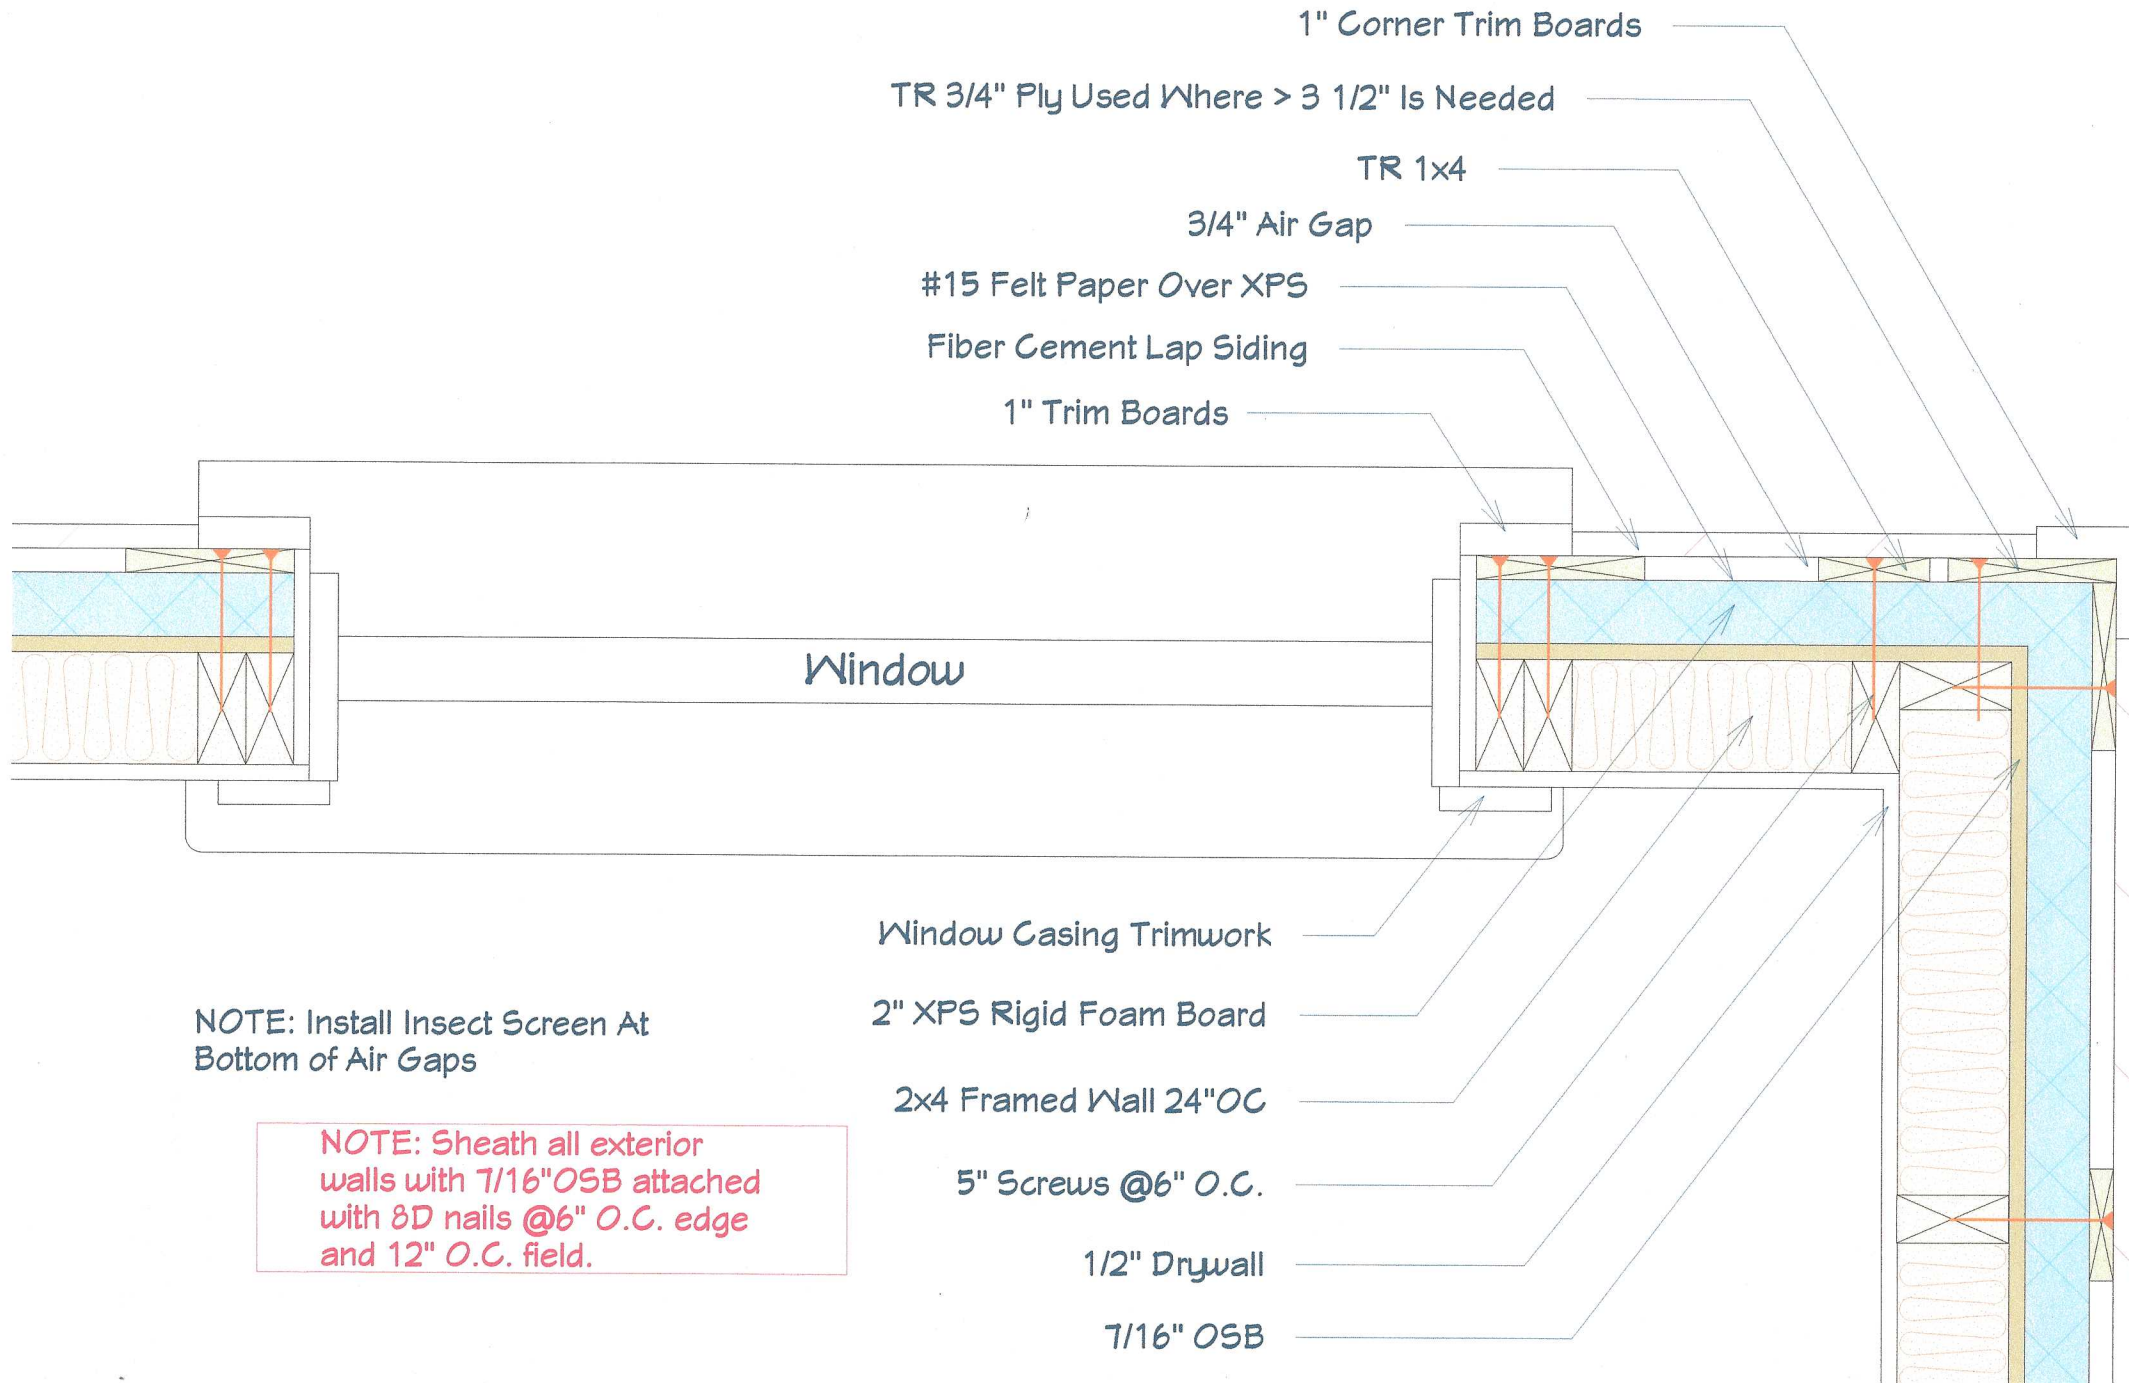 1" Corner Trim Boards
TR 3/4" Ply Used Where > 3 1/2" Is Needed
TR 1x4
3/4" Air Gap
#15 Felt Paper Over XPS
Fiber Cement Lap Siding
1" Trim Boards
Window
Window Casing Trimwork
2" XPS Rigid Foam Board
2x4 Framed Wall 24"OC
5" Screws @6" O.C.
1/2" Drywall
7/16" OSB
NOTE: Install Insect Screen At
Bottom of Air Gaps
NOTE: Sheath all exterior
walls with 7/16"OSB attached
with 8D nails @6" O.C. edge
and 12" O.C. field.